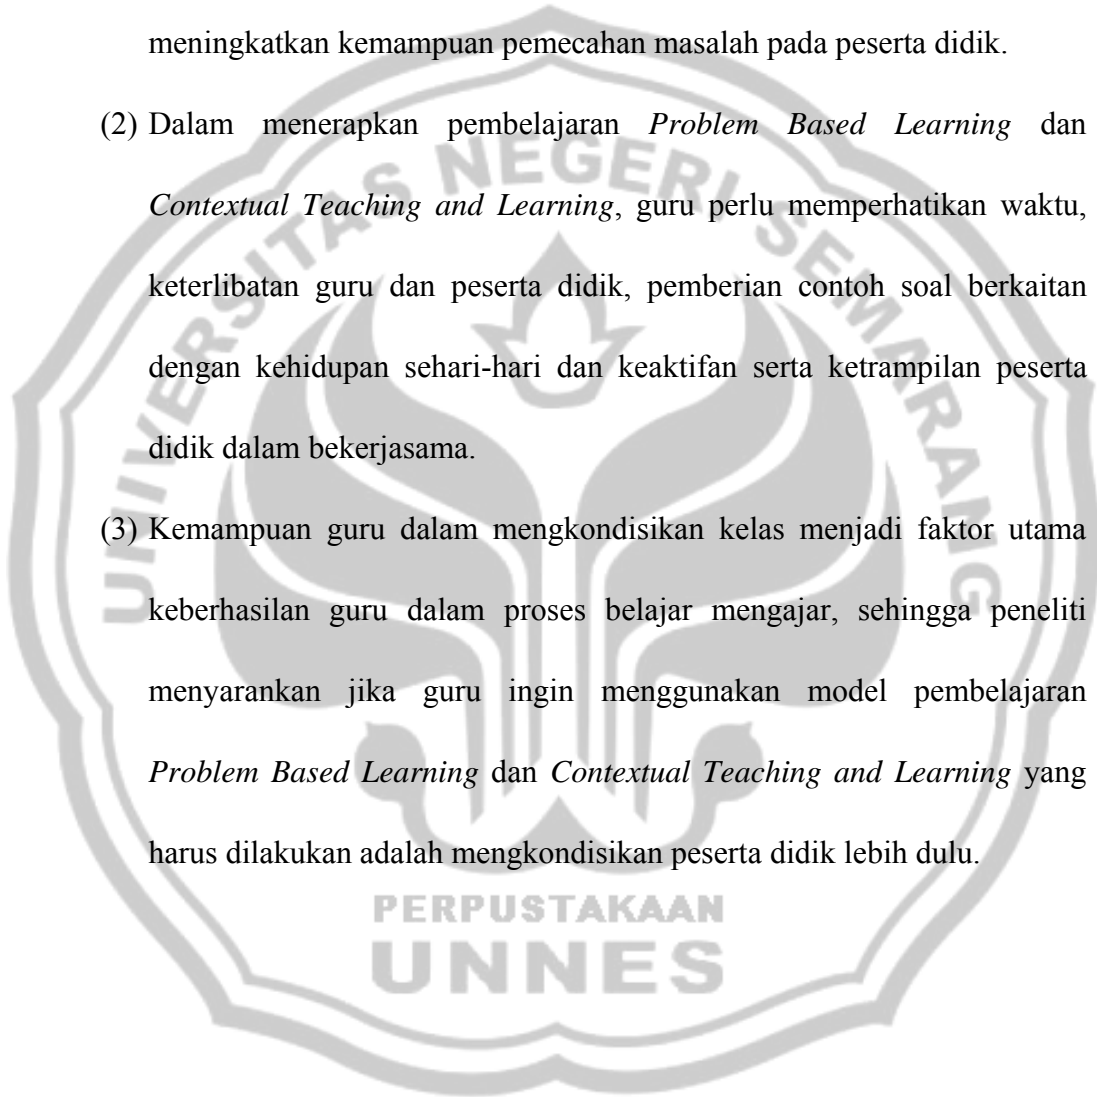 meningkatkan kemampuan pemecahan masalah pada peserta didik.
(2) Dalam menerapkan pembelajaran Problem Based Learning dan
Contextual Teaching and Learning, guru perlu memperhatikan waktu,
keterlibatan guru dan peserta didik, pemberian contoh soal berkaitan
dengan kehidupan sehari-hari dan keaktifan serta ketrampilan peserta
didik dalam bekerjasama.
(3) Kemampuan guru dalam mengkondisikan kelas menjadi faktor utama
keberhasilan guru dalam proses belajar mengajar, sehingga peneliti
menyarankan jika guru ingin menggunakan model pembelajaran
Problem Based Learning dan Contextual Teaching and Learning yang
harus dilakukan adalah mengkondisikan peserta didik lebih dulu.
UNIVERSITAS NEGERI SEMARANG
PERPUSTAKAAN
UNNES